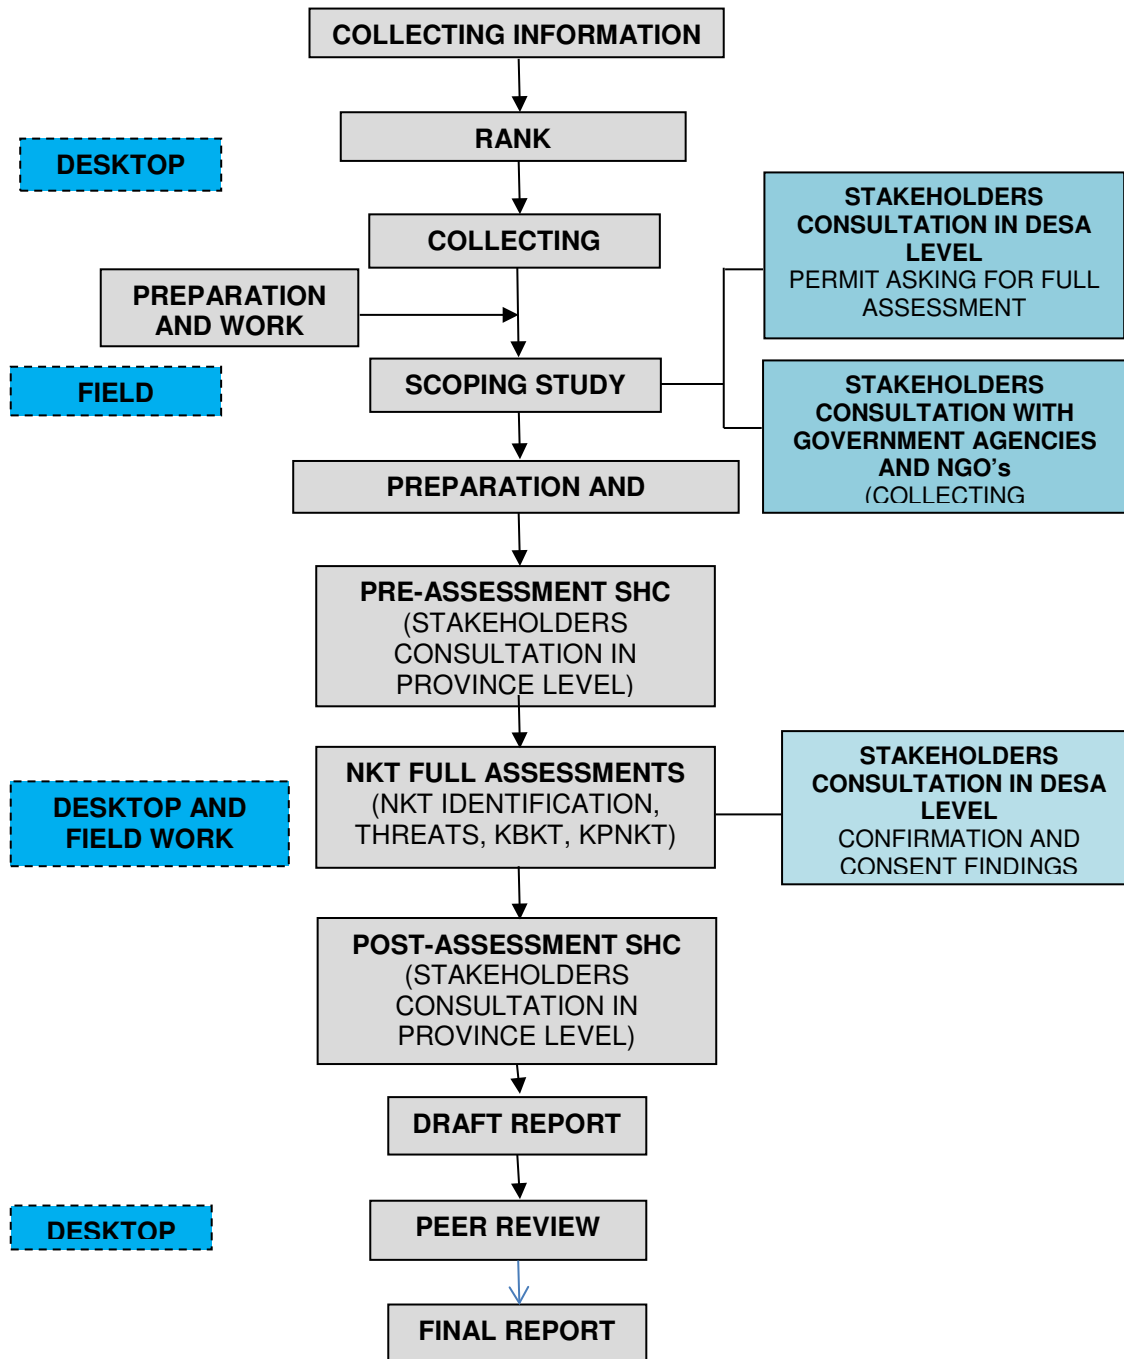 COLLECTING INFORMATION
RANK
DESKTOP
STAKEHOLDERS
CONSULTATION IN DESA
LEVEL
PERMIT ASKING FOR FULL
ASSESSMENT
COLLECTING
PREPARATION
AND WORK
FIELD
SCOPING STUDY
STAKEHOLDERS
CONSULTATION WITH
GOVERNMENT AGENCIES
AND NGO's
(COLLECTING
PREPARATION AND
PRE-ASSESSMENT SHC
(STAKEHOLDERS
CONSULTATION IN
PROVINCE LEVEL)
NKT FULL ASSESSMENTS
(NKT IDENTIFICATION,
THREATS, KBKT, KPNKT)
STAKEHOLDERS
CONSULTATION IN DESA
LEVEL
CONFIRMATION AND
CONSENT FINDINGS
DESKTOP AND
FIELD WORK
POST-ASSESSMENT SHC
(STAKEHOLDERS
CONSULTATION IN
PROVINCE LEVEL)
DRAFT REPORT
DESKTOP
PEER REVIEW
FINAL REPORT